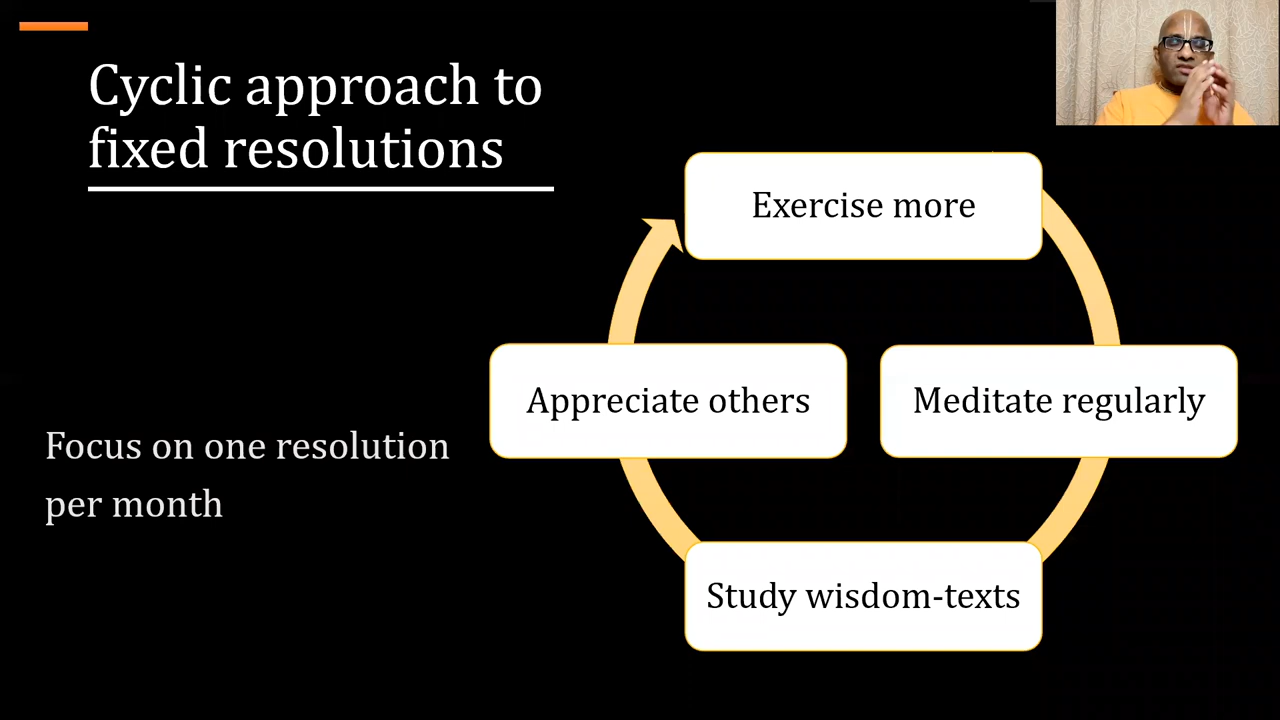 Cyclic approach to
fixed resolutions
Exercise more
Appreciate others
Meditate regularly
Focus on one resolution
per month
Study wisdom-texts